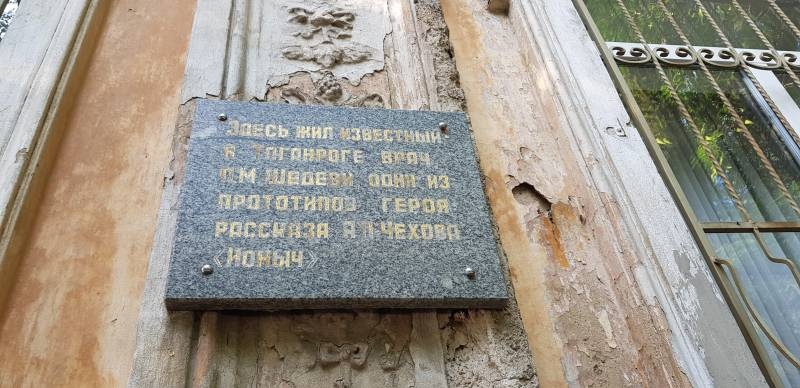 ЗДЕСЬ ЖИЛ ИЗВЕСТНЫЙ
В ТАГАНРОГЕ ВРАЧ
П.М.ШЕДЕВИ ОДИН ИЗ
ПРОТОТИПОВ ГЕРОЯ
РАССКАЗА А.П.ЧЕХОВА
«ИОНЫЧ»